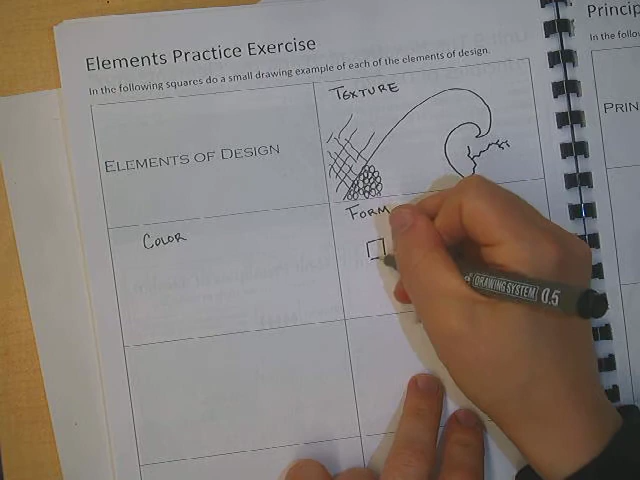 Elements Practice Exercise
In the following squares do a small drawing example of each of the elements of design.
ELEMENTS OF DESIGN
TEXTURE
COLOR
FORM
DRAWING SYSTEM 0.5
Princip
In the follow
PRIN